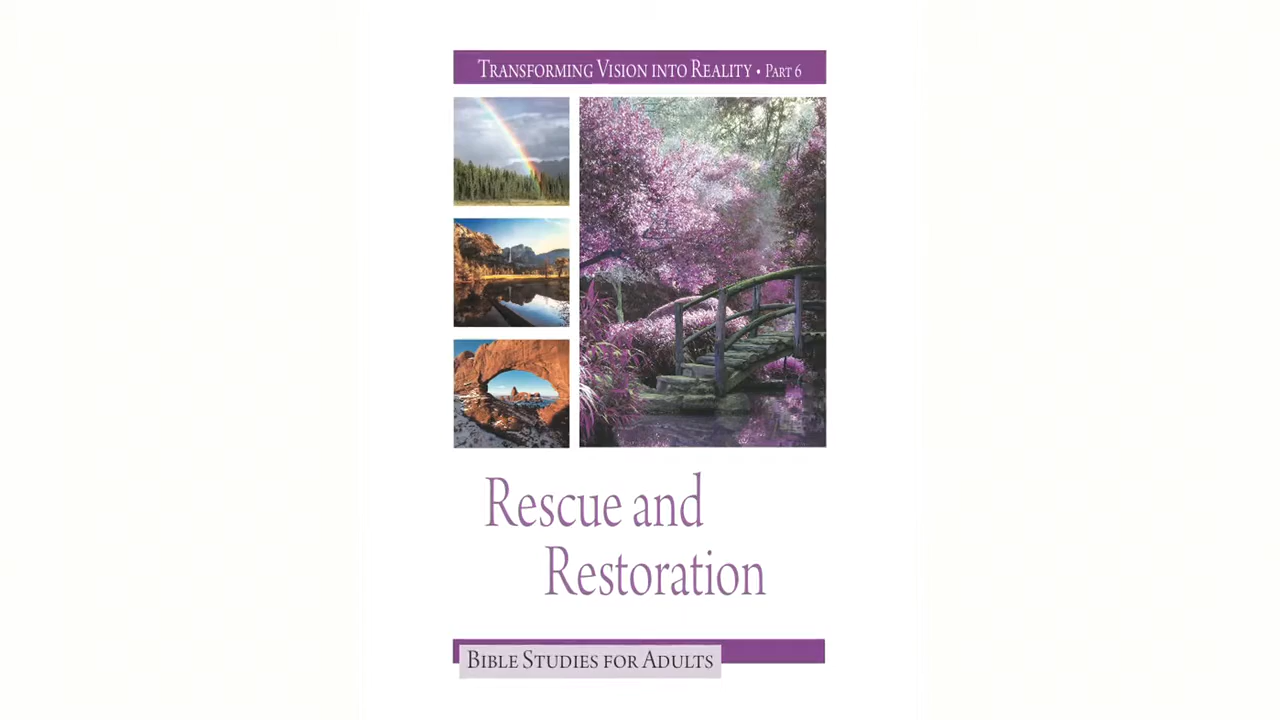 Transforming Vision into Reality • Part 6
Rescue and
Restoration
Bible Studies for Adults